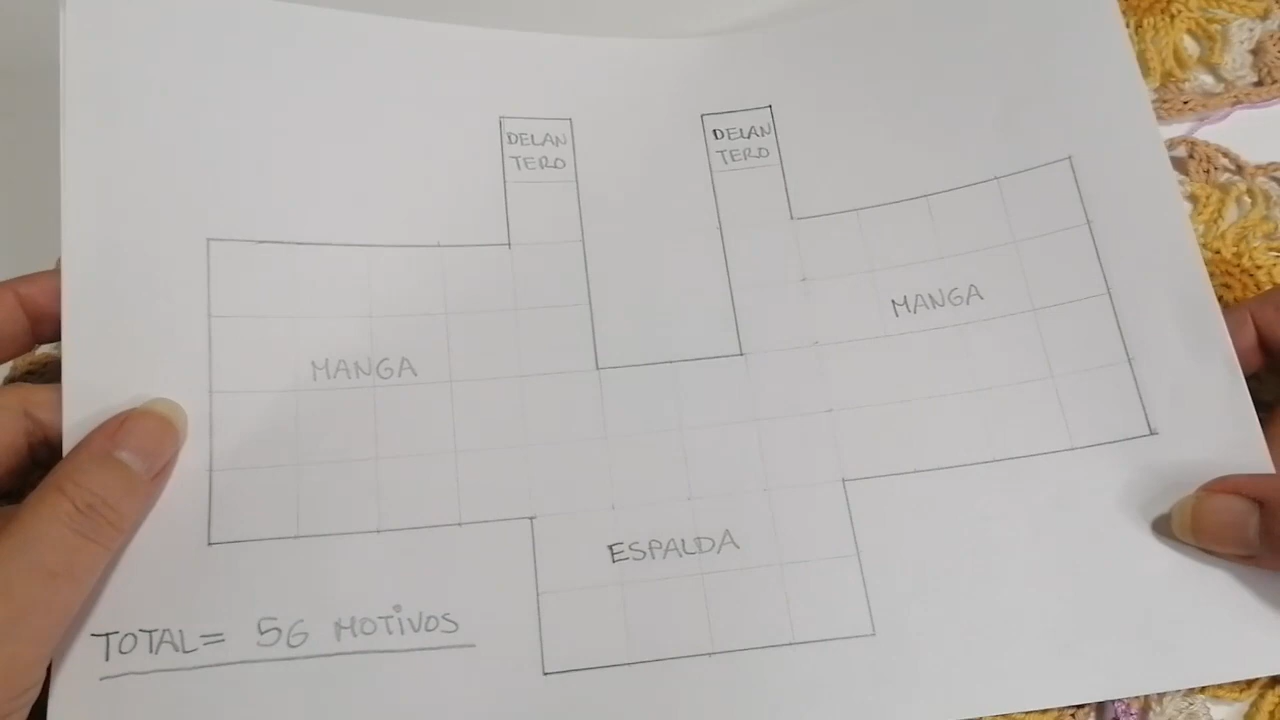 DELAN
TERO
DELAN
TERO
MANGA
MANGA
ESPALDA
TOTAL= 56 MOTIVOS